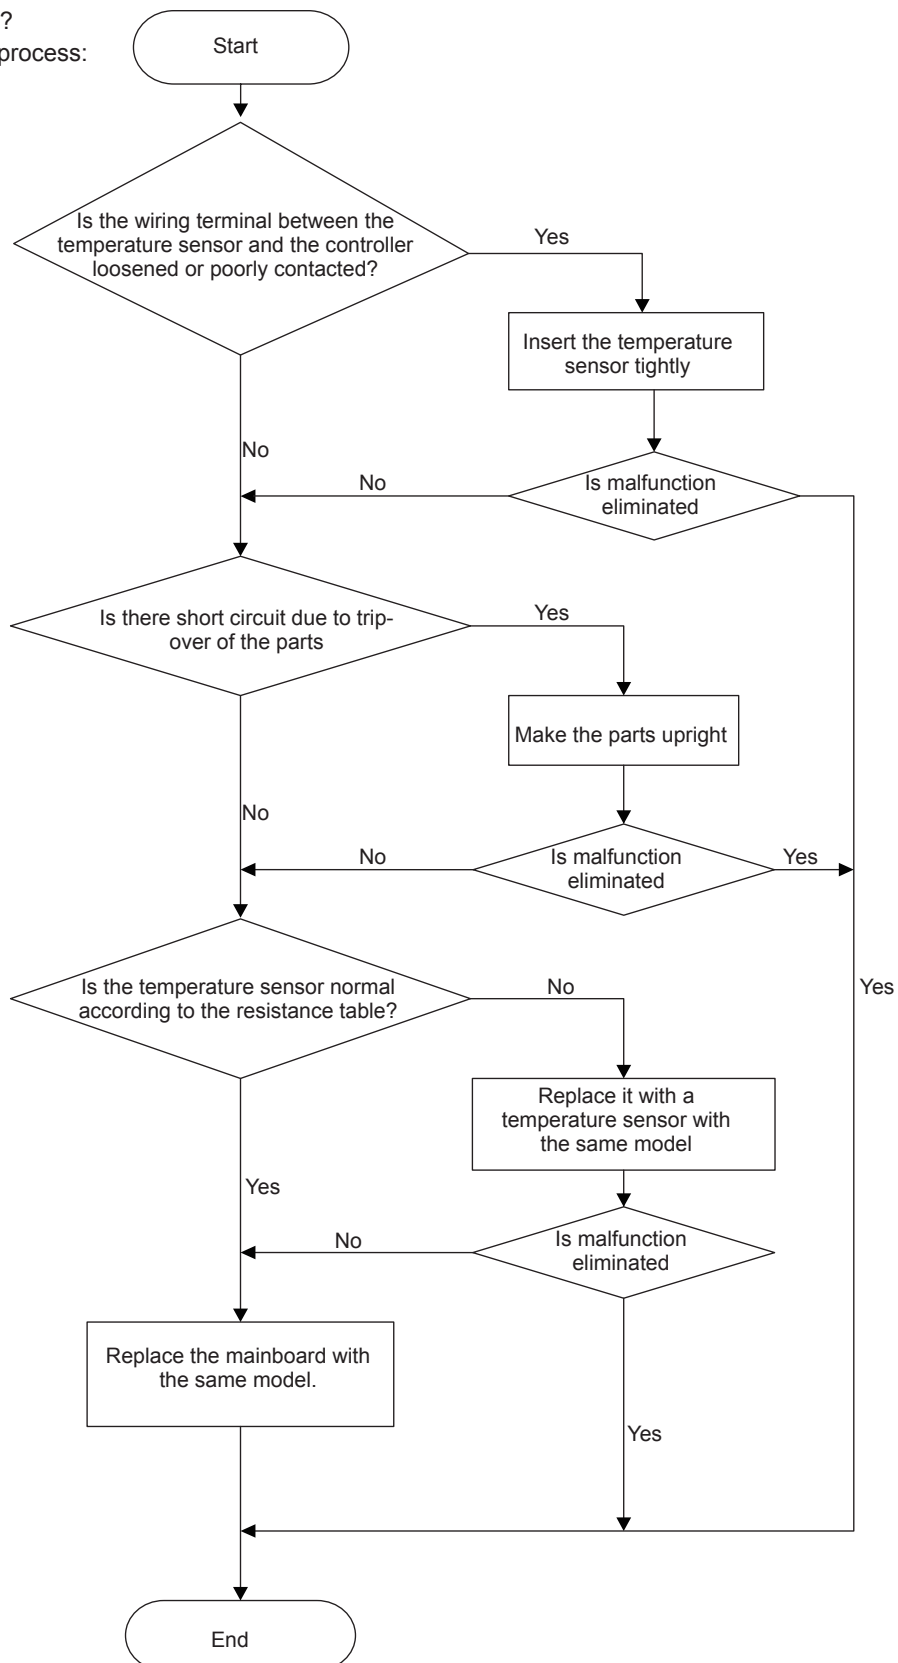 ?
process:
Start
Is the wiring terminal between the
temperature sensor and the controller
loosened or poorly contacted?
Yes
Insert the temperature
sensor tightly
No
No
Is malfunction
eliminated
Is there short circuit due to trip-
over of the parts
Yes
Make the parts upright
No
No
Is malfunction
eliminated
Yes
Is the temperature sensor normal
according to the resistance table?
No
Yes
Replace it with a
temperature sensor with
the same model
Yes
No
Is malfunction
eliminated
Replace the mainboard with
the same model.
Yes
End